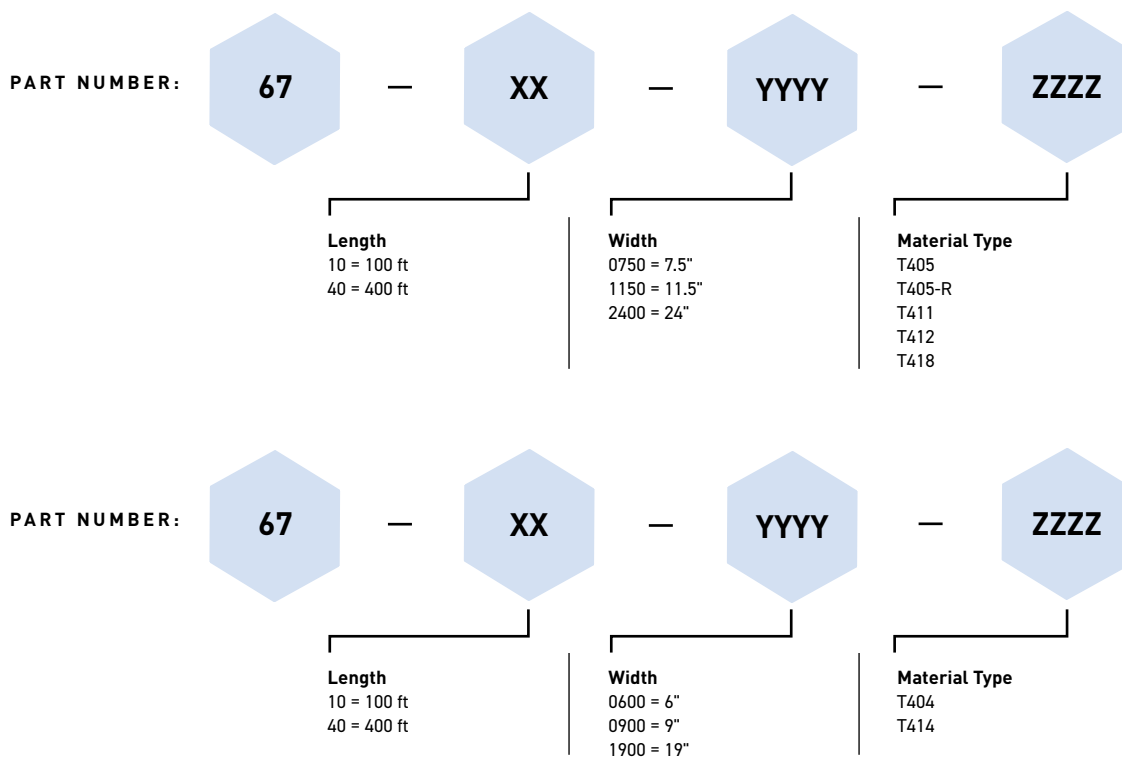 PART NUMBER: 67 — XX — YYYY — ZZZZ
Length
10 = 100 ft
40 = 400 ft
Width
0750 = 7.5"
1150 = 11.5"
2400 = 24"
Material Type
T405
T405-R
T411
T412
T418
PART NUMBER: 67 — XX — YYYY — ZZZZ
Length
10 = 100 ft
40 = 400 ft
Width
0600 = 6"
0900 = 9"
1900 = 19"
Material Type
T404
T414